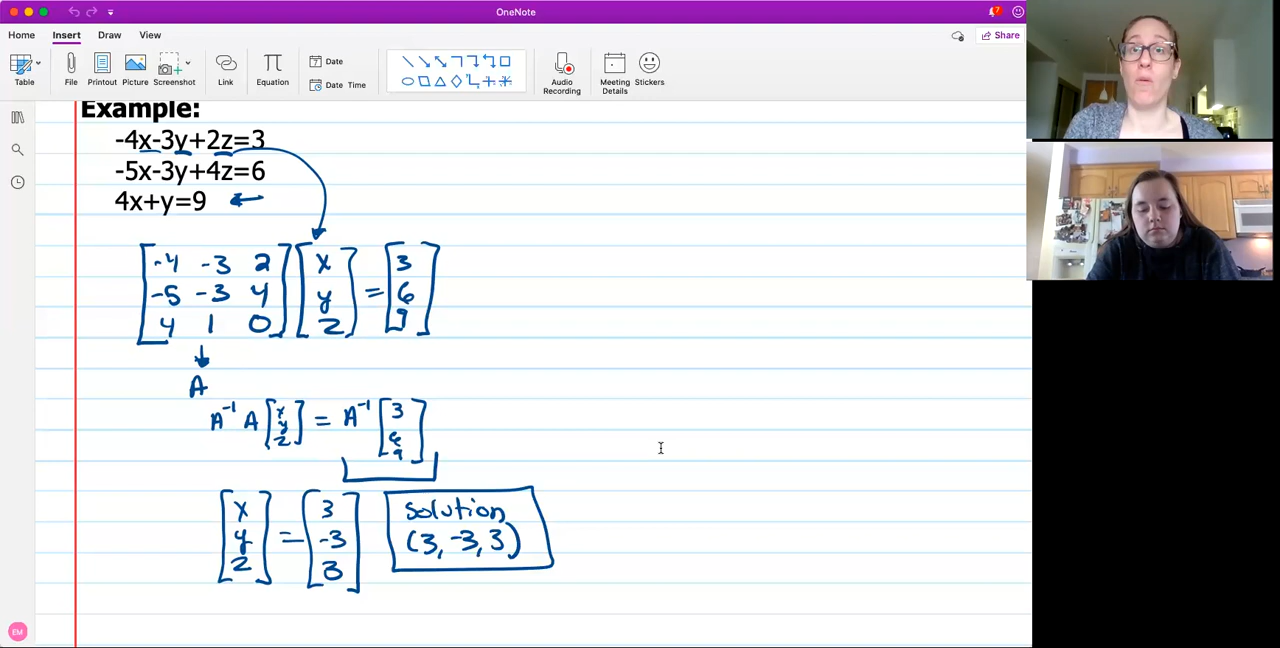 OneNote
7
Home Insert Draw View
Share
Table File Printout Picture Screenshot Link Equation Date Date Time Audio Recording Meeting Details Stickers
Example:
-4x-3y+2z=3
-5x-3y+4z=6
4x+y=9
-4 -3 2 x 3
-5 -3 4 y = 6
4 1 0 z 9
A
A⁻¹ A x y z = A⁻¹ 3 6 9
x 3 solution
y = -3 (3, -3, 3)
z 3
EM